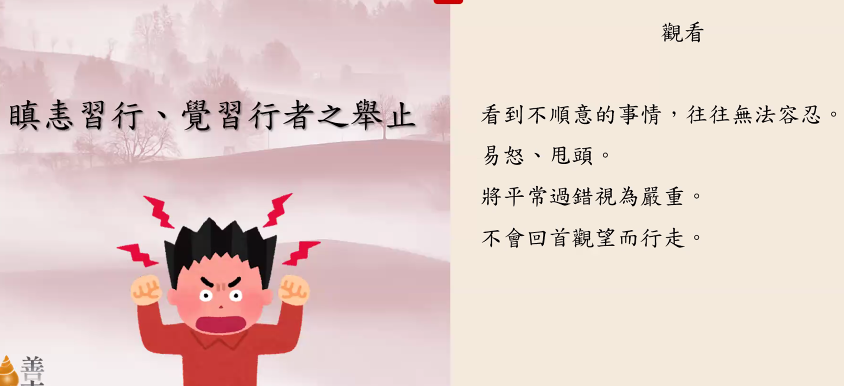 瞋恚習行、覺習行者之舉止
觀看
看到不順意的事情，往往無法容忍。
易怒、甩頭。
將平常過錯視為嚴重。
不會回首觀望而行走。
善